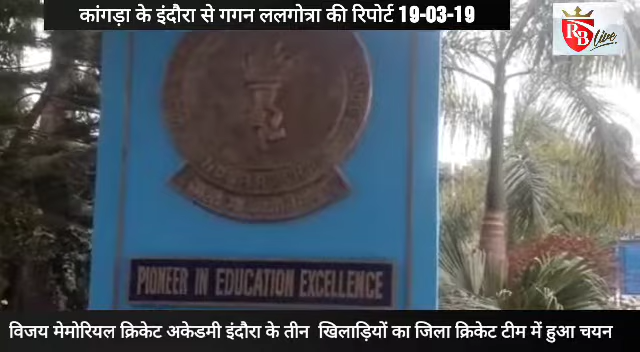 कांगड़ा के इंदौरा से गगन ललगोत्रा की रिपोर्ट 19-03-19
RB
Live
PIONEER IN EDUCATION EXCELLENCE
विजय मेमोरियल क्रिकेट अकेडमी इंदौरा के तीन खिलाड़ियों का जिला क्रिकेट टीम में हुआ चयन